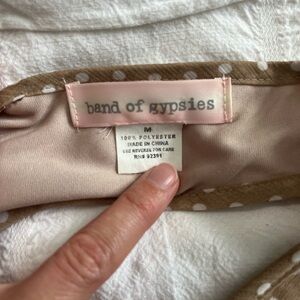 band of gypsies
M
100% POLYESTER
MADE IN CHINA
SEE REVERSE FOR CARE
RN# 92391